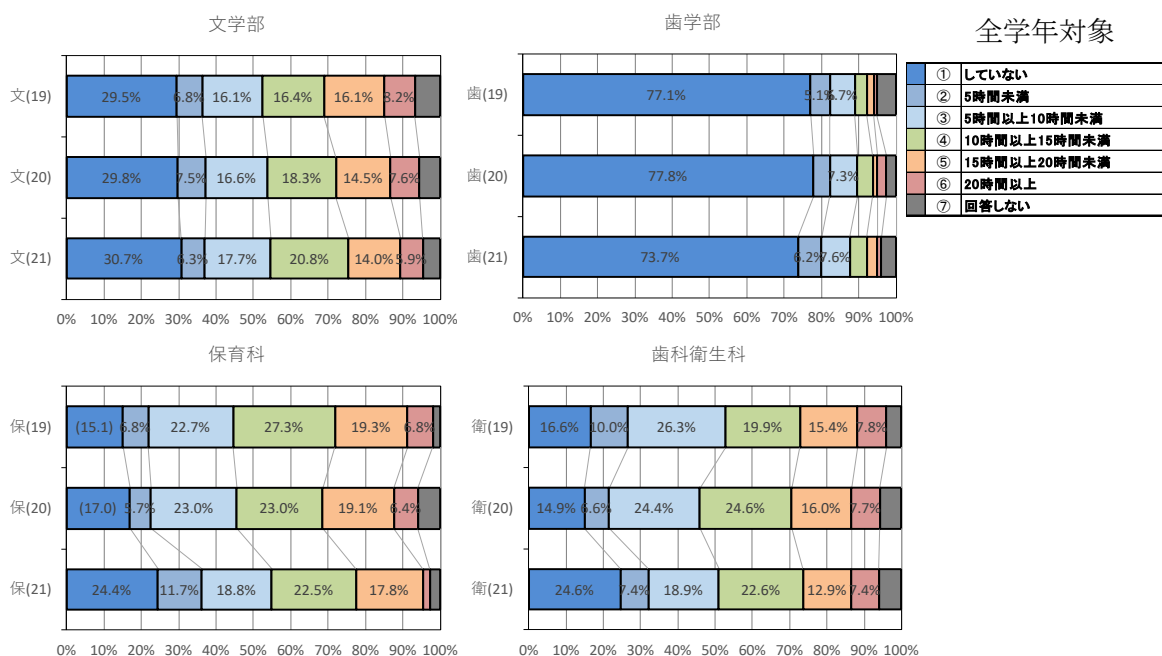 文学部
文(19) 29.5% 6.8% 16.1% 16.4% 16.1% 8.2%
文(20) 29.8% 7.5% 16.6% 18.3% 14.5% 7.6%
文(21) 30.7% 6.3% 17.7% 20.8% 14.0% 5.9%
0% 10% 20% 30% 40% 50% 60% 70% 80% 90% 100%
歯学部
歯(19) 77.1% 5.1% 6.7%
歯(20) 77.8% 7.3%
歯(21) 73.7% 6.2% 7.6%
0% 10% 20% 30% 40% 50% 60% 70% 80% 90% 100%
全学年対象
① していない
② 5時間未満
③ 5時間以上10時間未満
④ 10時間以上15時間未満
⑤ 15時間以上20時間未満
⑥ 20時間以上
⑦ 回答しない
保育科
保(19) (15.1) 6.8% 22.7% 27.3% 19.3% 6.8%
保(20) (17.0) 5.7% 23.0% 23.0% 19.1% 6.4%
保(21) 24.4% 11.7% 18.8% 22.5% 17.8%
0% 10% 20% 30% 40% 50% 60% 70% 80% 90% 100%
歯科衛生科
衛(19) 16.6% 10.0% 26.3% 19.9% 15.4% 7.8%
衛(20) 14.9% 6.6% 24.4% 24.6% 16.0% 7.7%
衛(21) 24.6% 7.4% 18.9% 22.6% 12.9% 7.4%
0% 10% 20% 30% 40% 50% 60% 70% 80% 90% 100%